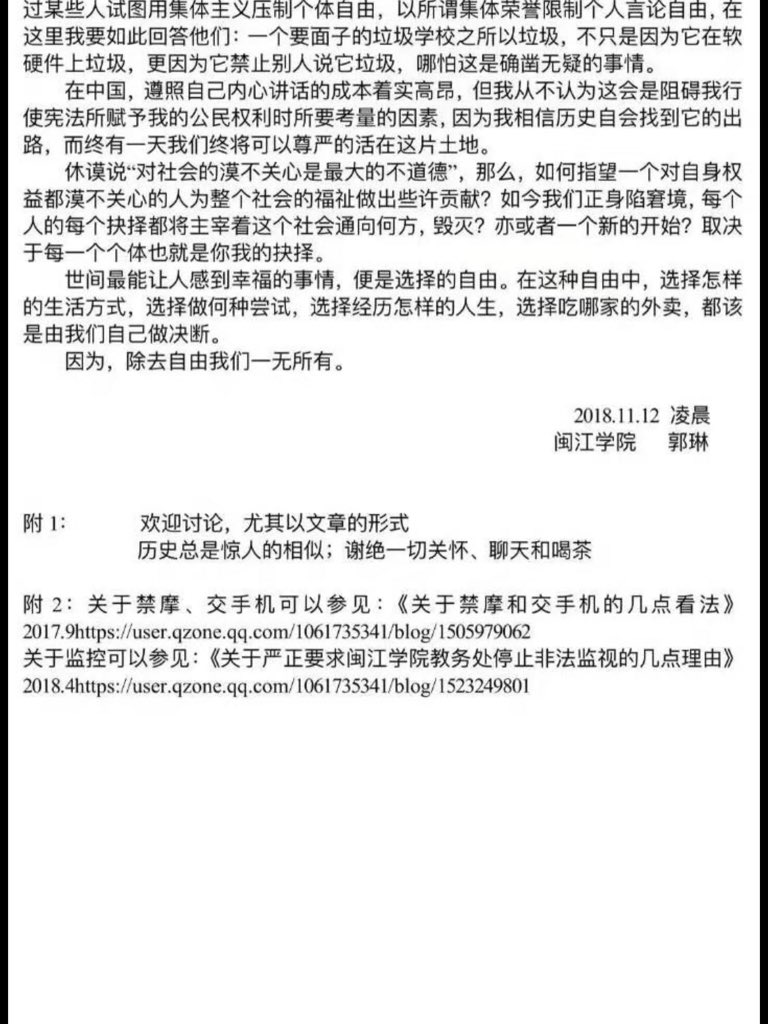 过某些人试图用集体主义压制个体自由，以所谓集体荣誉限制个人言论自由，在
这里我要如此回答他们：一个要面子的垃圾学校之所以垃圾，不只是因为它在软
硬件上垃圾，更因为它禁止别人说它垃圾，哪怕这是确凿无疑的事情。
在中国，遵照自己内心讲话的成本着实高昂，但我从不认为这会是阻碍我行
使宪法所赋予我的公民权利时所要考量的因素，因为我相信历史自会找到它的出
路，而终有一天我们终将可以尊严的活在这片土地。
休谟说“对社会的漠不关心是最大的不道德”，那么，如何指望一个对自身权
益都漠不关心的人为整个社会的福祉做出些许贡献？如今我们正身陷窘境，每个
人的每个抉择都将主宰着这个社会通向何方，毁灭？亦或者一个新的开始？取决
于每一个个体也就是你我的抉择。
世间最能让人感到幸福的事情，便是选择的自由。在这种自由中，选择怎样
的生活方式，选择做何种尝试，选择经历怎样的人生，选择吃哪家的外卖，都该
是由我们自己做决断。
因为，除去自由我们一无所有。
2018.11.12 凌晨
闽江学院 郭琳
附 1： 欢迎讨论，尤其以文章的形式
历史总是惊人的相似；谢绝一切关怀、聊天和喝茶
附 2：关于禁摩、交手机可以参见：《关于禁摩和交手机的几点看法》
2017.9https://user.qzone.qq.com/1061735341/blog/1505979062
关于监控可以参见：《关于严正要求闽江学院教务处停止非法监视的几点理由》
2018.4https://user.qzone.qq.com/1061735341/blog/1523249801